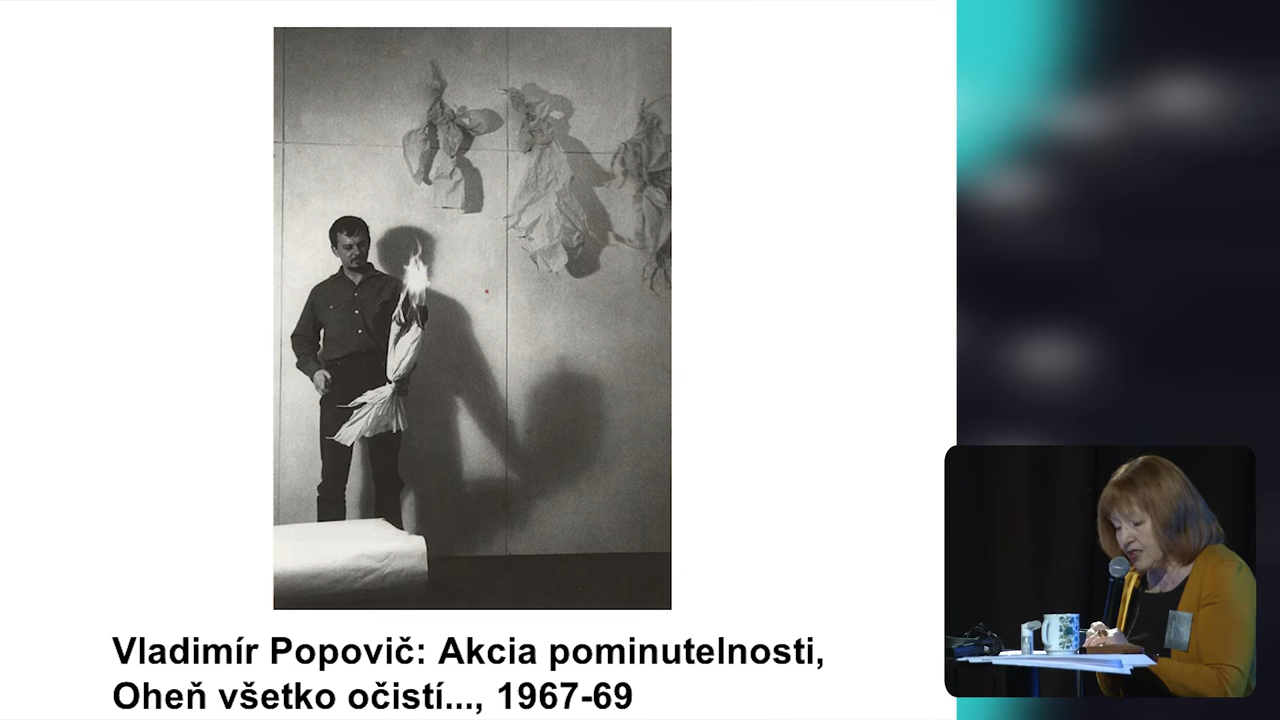 Vladimír Popovič: Akcia pominutelnosti,
Oheň všetko očistí..., 1967-69